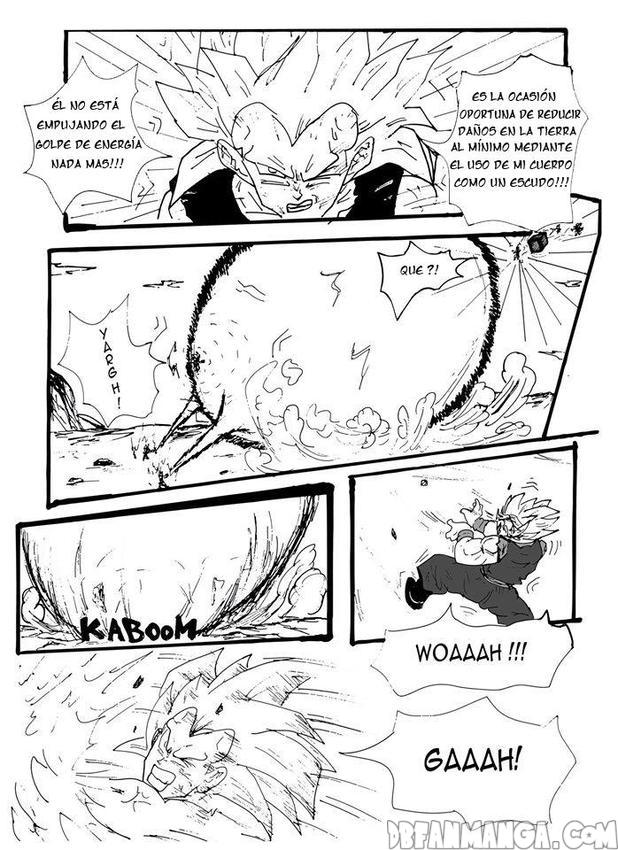 ÉL NO ESTÁ
EMPUJANDO EL
GOLPE DE ENERGÍA
NADA MAS!!!
ES LA OCASIÓN
OPORTUNA DE REDUCIR
DAÑOS EN LA TIERRA
AL MÍNIMO MEDIANTE
EL USO DE MI CUERPO
COMO UN ESCUDO!!!
QUE?!
YARGH!
KABOOM
WOAAAH !!!
GAAAH!
DBFANMANGA.COM